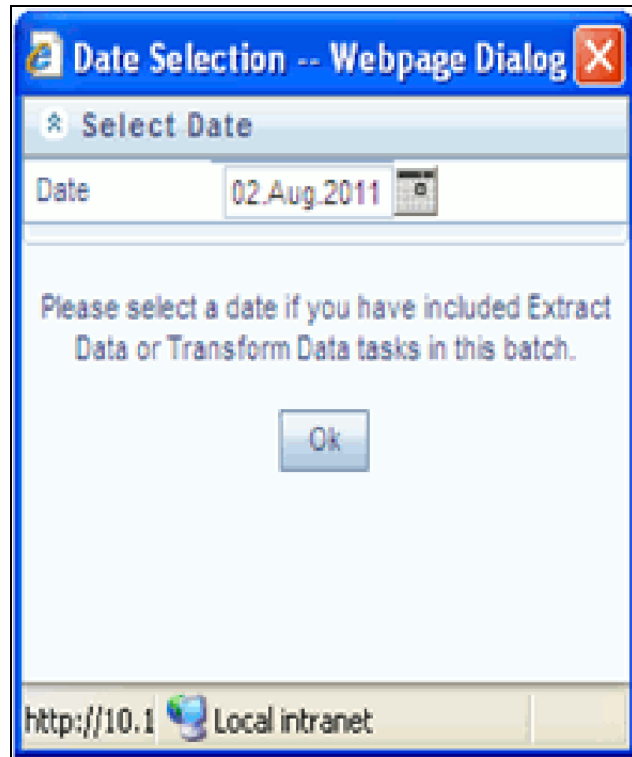 Date Selection -- Webpage Dialog
Select Date
Date 02.Aug.2011
Please select a date if you have included Extract
Data or Transform Data tasks in this batch.
Ok
http://10.1 Local intranet